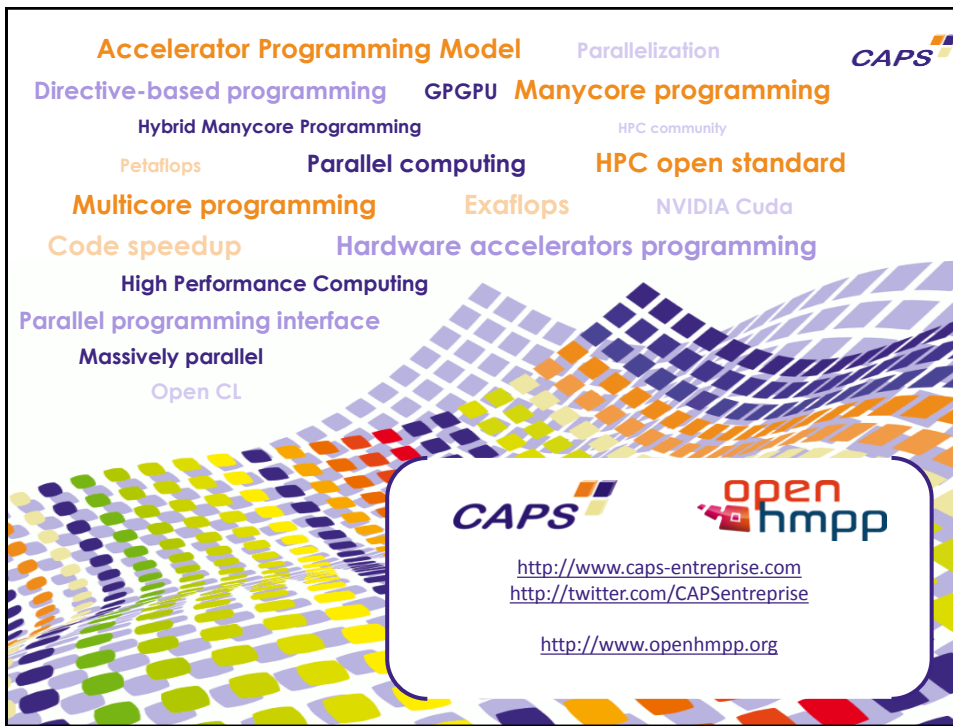 Accelerator Programming Model Parallelization
CAPS
Directive-based programming GPGPU Manycore programming
Hybrid Manycore Programming HPC community
Petaflops Parallel computing HPC open standard
Multicore programming Exaflops NVIDIA Cuda
Code speedup Hardware accelerators programming
High Performance Computing
Parallel programming interface
Massively parallel
Open CL
CAPS open hmpp
http://www.caps-entreprise.com
http://twitter.com/CAPSentreprise
http://www.openhmpp.org